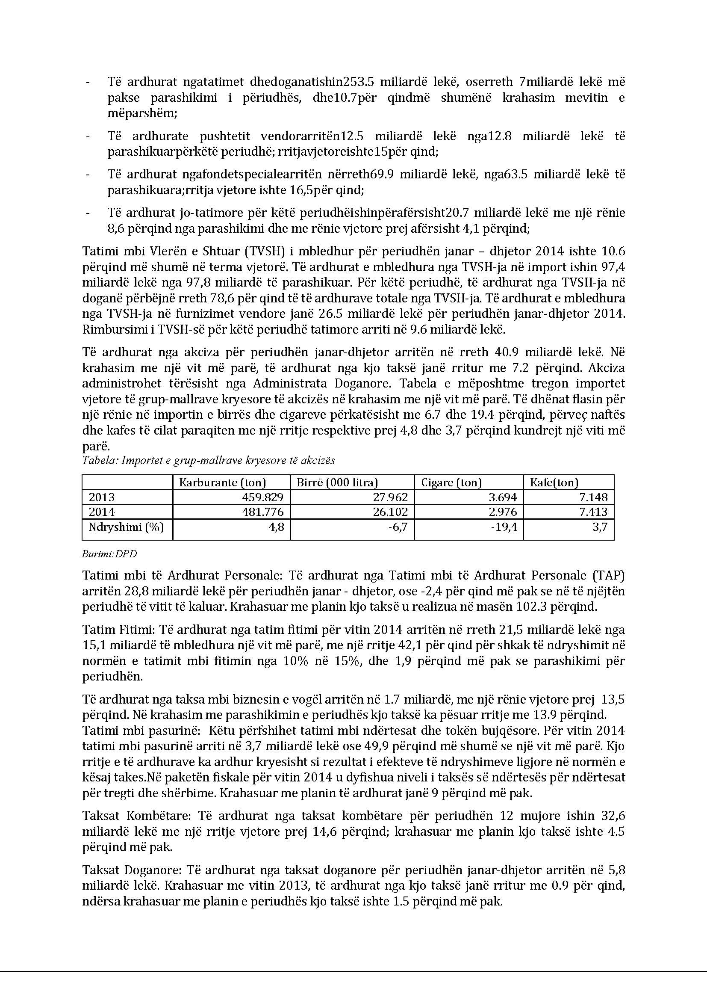 - Të ardhurat ngatatimet dhedoganatishin253.5 miliardë lekë, oserreth 7miliardë lekë më
pakse parashikimi i përiudhës, dhe10.7për qindmë shumënë krahasim mevitin e
mëparshëm;
- Të ardhurate pushtetit vendorarritën12.5 miliardë lekë nga12.8 miliardë lekë të
parashikuarpërkëtë periudhë; rritjavjetoreishte15për qind;
- Të ardhurat ngafondetspecialearritën nërreth69.9 miliardë lekë, nga63.5 miliardë lekë të
parashikuara;rritja vjetore ishte 16,5për qind;
- Të ardhurat jo-tatimore për këtë periudhëishinpërafërsisht20.7 miliardë lekë me një rënie
8,6 përqind nga parashikimi dhe me rënie vjetore prej afërsisht 4,1 përqind;
Tatimi mbi Vlerën e Shtuar (TVSH) i mbledhur për periudhën janar – dhjetor 2014 ishte 10.6
përqind më shumë në terma vjetorë. Të ardhurat e mbledhura nga TVSH-ja në import ishin 97,4
miliardë lekë nga 97,8 miliardë të parashikuar. Për këtë periudhë, të ardhurat nga TVSH-ja në
doganë përbëjnë rreth 78,6 për qind të të ardhurave totale nga TVSH-ja. Të ardhurat e mbledhura
nga TVSH-ja në furnizimet vendore janë 26.5 miliardë lekë për periudhën janar-dhjetor 2014.
Rimbursimi i TVSH-së për këtë periudhë tatimore arriti në 9.6 miliardë lekë.
Të ardhurat nga akciza për periudhën janar-dhjetor arritën në rreth 40.9 miliardë lekë. Në
krahasim me një vit më parë, të ardhurat nga kjo taksë janë rritur me 7.2 përqind. Akciza
administrohet tërësisht nga Administrata Doganore. Tabela e mëposhtme tregon importet
vjetore të grup-mallrave kryesore të akcizës në krahasim me një vit më parë. Të dhënat flasin për
një rënie në importin e birrës dhe cigareve përkatësisht me 6.7 dhe 19.4 përqind, përveç naftës
dhe kafes të cilat paraqiten me një rritje respektive prej 4,8 dhe 3,7 përqind kundrejt një viti më
parë.
Tabela: Importet e grup-mallrave kryesore të akcizës
Karburante (ton) Birrë (000 litra) Cigare (ton) Kafe(ton)
2013 459.829 27.962 3.694 7.148
2014 481.776 26.102 2.976 7.413
Ndryshimi (%) 4,8 -6,7 -19,4 3,7
Burimi:DPD
Tatimi mbi të Ardhurat Personale: Të ardhurat nga Tatimi mbi të Ardhurat Personale (TAP)
arritën 28,8 miliardë lekë për periudhën janar - dhjetor, ose -2,4 për qind më pak se në të njëjtën
periudhë të vitit të kaluar. Krahasuar me planin kjo taksë u realizua në masën 102.3 përqind.
Tatim Fitimi: Të ardhurat nga tatim fitimi për vitin 2014 arritën në rreth 21,5 miliardë lekë nga
15,1 miliardë të mbledhura një vit më parë, me një rritje 42,1 për qind për shkak të ndryshimit në
normën e tatimit mbi fitimin nga 10% në 15%, dhe 1,9 përqind më pak se parashikimi për
periudhën.
Të ardhurat nga taksa mbi biznesin e vogël arritën në 1.7 miliardë, me një rënie vjetore prej 13,5
përqind. Në krahasim me parashikimin e periudhës kjo taksë ka pësuar rritje me 13.9 përqind.
Tatimi mbi pasurinë: Këtu përfshihet tatimi mbi ndërtesat dhe tokën bujqësore. Për vitin 2014
tatimi mbi pasurinë arriti në 3,7 miliardë lekë ose 49,9 përqind më shumë se një vit më parë. Kjo
rritje e të ardhurave ka ardhur kryesisht si rezultat i efekteve të ndryshimeve ligjore në normën e
kësaj takes.Në paketën fiskale për vitin 2014 u dyfishua niveli i taksës së ndërtesës për ndërtesat
për tregti dhe shërbime. Krahasuar me planin të ardhurat janë 9 përqind më pak.
Taksat Kombëtare: Të ardhurat nga taksat kombëtare për periudhën 12 mujore ishin 32,6
miliardë lekë me një rritje vjetore prej 14,6 përqind; krahasuar me planin kjo taksë ishte 4.5
përqind më pak.
Taksat Doganore: Të ardhurat nga taksat doganore për periudhën janar-dhjetor arritën në 5,8
miliardë lekë. Krahasuar me vitin 2013, të ardhurat nga kjo taksë janë rritur me 0.9 për qind,
ndërsa krahasuar me planin e periudhës kjo taksë ishte 1.5 përqind më pak.